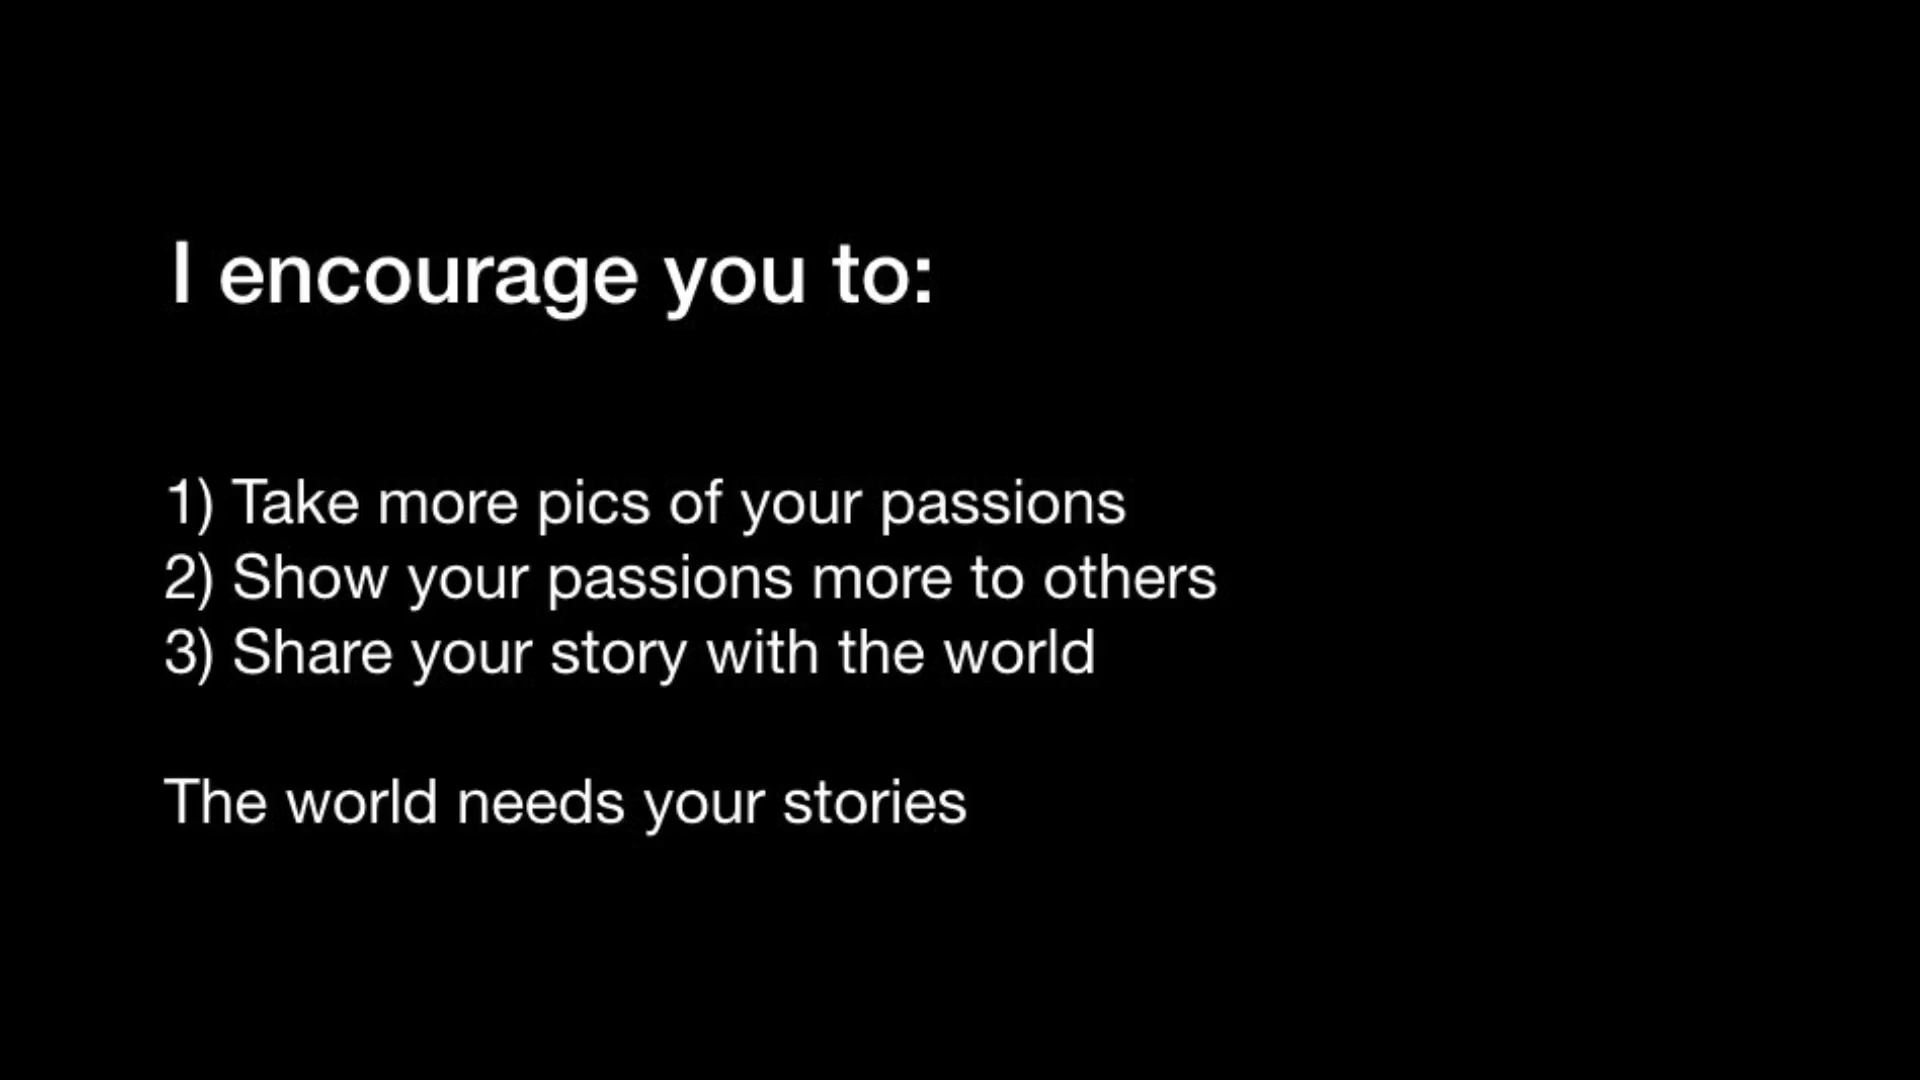 I encourage you to:
1) Take more pics of your passions
2) Show your passions more to others
3) Share your story with the world
The world needs your stories